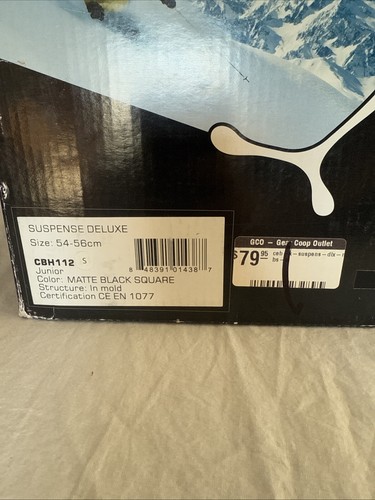 SUSPENSE DELUXE
Size: 54-56cm
CBH112 S
Junior
Color: MATTE BLACK SQUARE
Structure: In mold
Certification CE EN 1077
8 48391 01438 7
GCO - Gear Coop Outlet
$79.95